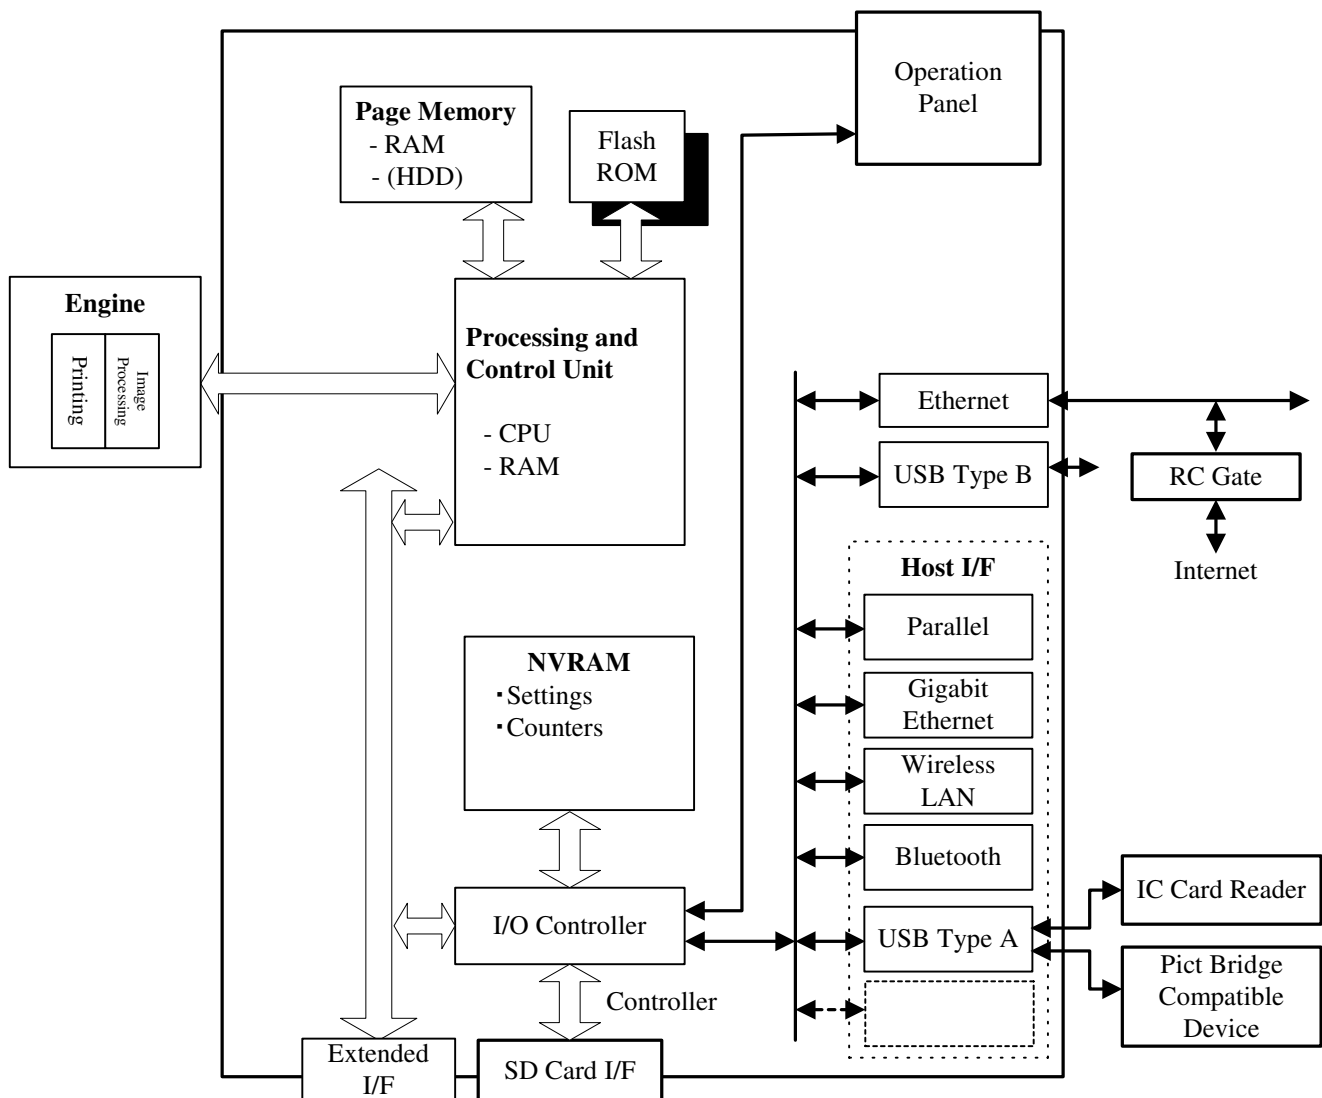 Operation
Panel
Page Memory
- RAM
- (HDD)
Flash
ROM
Engine
Printing
Image
Processing
Processing and
Control Unit
- CPU
- RAM
Ethernet
USB Type B
RC Gate
Internet
Host I/F
Parallel
Gigabit
Ethernet
Wireless
LAN
Bluetooth
USB Type A
NVRAM
・Settings
・Counters
I/O Controller
Controller
IC Card Reader
Pict Bridge
Compatible
Device
Extended
I/F
SD Card I/F